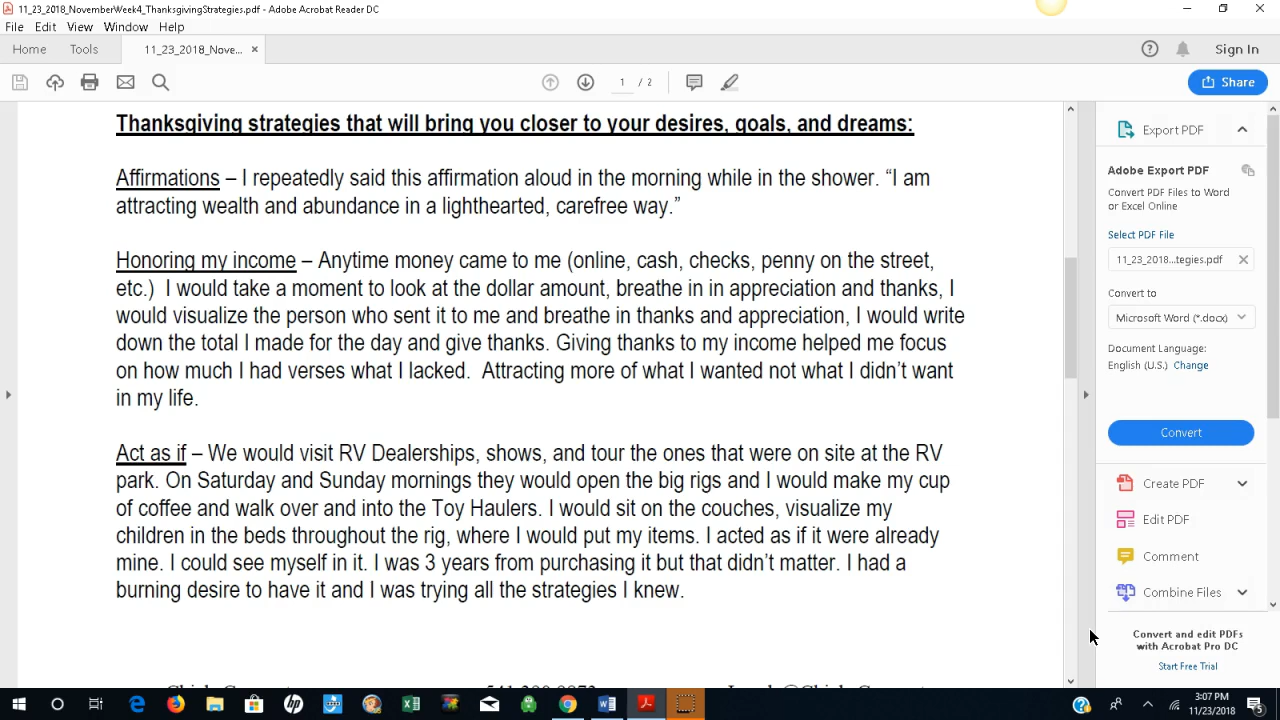 11_23_2018_NovemberWeek4_ThanksgivingStrategies.pdf - Adobe Acrobat Reader DC
File Edit View Window Help
Home Tools 11_23_2018_Nove...
Sign In
1 / 2
Share
Thanksgiving strategies that will bring you closer to your desires, goals, and dreams:
Affirmations – I repeatedly said this affirmation aloud in the morning while in the shower. “I am
attracting wealth and abundance in a lighthearted, carefree way.”
Honoring my income – Anytime money came to me (online, cash, checks, penny on the street,
etc.)  I would take a moment to look at the dollar amount, breathe in in appreciation and thanks, I
would visualize the person who sent it to me and breathe in thanks and appreciation, I would write
down the total I made for the day and give thanks. Giving thanks to my income helped me focus
on how much I had verses what I lacked.  Attracting more of what I wanted not what I didn’t want
in my life.
Act as if – We would visit RV Dealerships, shows, and tour the ones that were on site at the RV
park. On Saturday and Sunday mornings they would open the big rigs and I would make my cup
of coffee and walk over and into the Toy Haulers. I would sit on the couches, visualize my
children in the beds throughout the rig, where I would put my items. I acted as if it were already
mine. I could see myself in it. I was 3 years from purchasing it but that didn’t matter. I had a
burning desire to have it and I was trying all the strategies I knew.
Export PDF
Adobe Export PDF
Convert PDF Files to Word
or Excel Online
Select PDF File
11_23_2018...tegies.pdf
Convert to
Microsoft Word (*.docx)
Document Language:
English (U.S.) Change
Convert
Create PDF
Edit PDF
Comment
Combine Files
Convert and edit PDFs
with Acrobat Pro DC
Start Free Trial
3:07 PM
11/23/2018